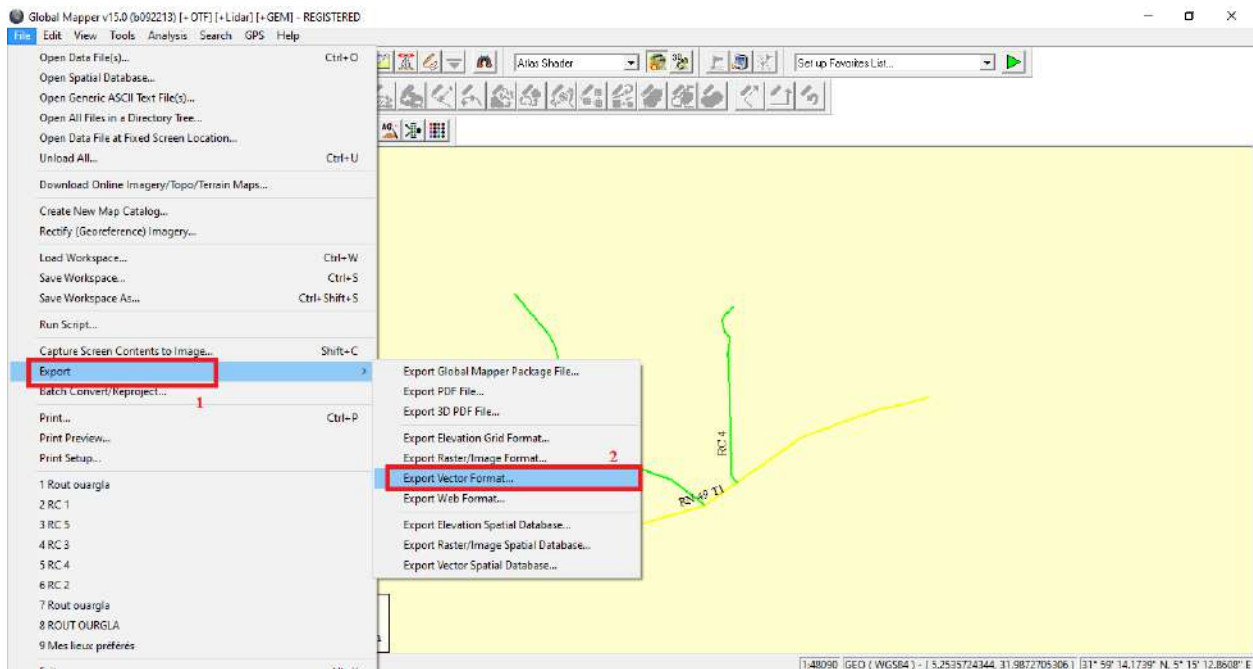 Global Mapper v15.0 (b092213) [+OTF] [+Lidar] [+GEM] - REGISTERED
File Edit View Tools Analysis Search GPS Help
Open Data File(s)... Ctrl+O
Open Spatial Database...
Open Generic ASCII Text File(s)...
Open All Files in a Directory Tree...
Open Data File at Fixed Screen Location...
Unload All... Ctrl+U
Download Online Imagery/Topo/Terrain Maps...
Create New Map Catalog...
Rectify (Georeference) Imagery...
Load Workspace... Ctrl+W
Save Workspace... Ctrl+S
Save Workspace As... Ctrl+Shift+S
Run Script...
Capture Screen Contents to Image... Shift+C
Export
Batch Convert/Reproject...
1
Print... Ctrl+P
Print Preview...
Print Setup...
1 Rout ouargla
2 RC 1
3 RC 5
4 RC 3
5 RC 4
6 RC 2
7 Rout ouargla
8 ROUT OURGLA
9 Mes lieux préférés
Atlas Shader
Set up Favorites List...
Export Global Mapper Package File...
Export PDF File...
Export 3D PDF File...
Export Elevation Grid Format...
Export Raster/Image Format...
2
Export Vector Format...
Export Web Format...
Export Elevation Spatial Database...
Export Raster/Image Spatial Database...
Export Vector Spatial Database...
RC 4
RN 49 T1
1:48090 GEO ( WGS84 ) - ( 5.2535724344, 31.9872705306 ) 31° 59' 14.1739" N, 5° 15' 12.8608" E